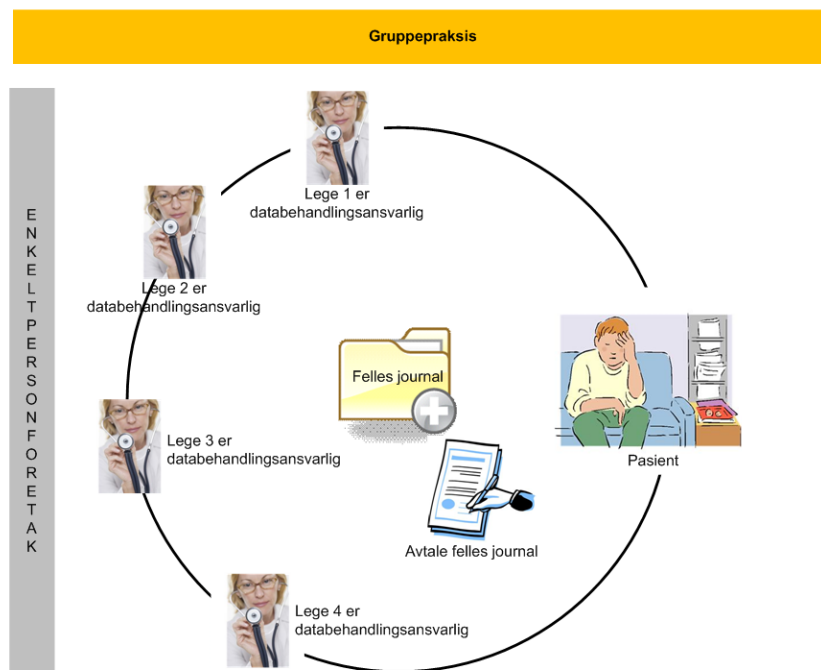 Gruppepraksis
ENKELTPERSONFORETAK
Lege 1 er
databehandlingsansvarlig
Lege 2 er
databehandlingsansvarlig
Felles journal
Lege 3 er
databehandlingsansvarlig
Pasient
Avtale felles journal
Lege 4 er
databehandlingsansvarlig